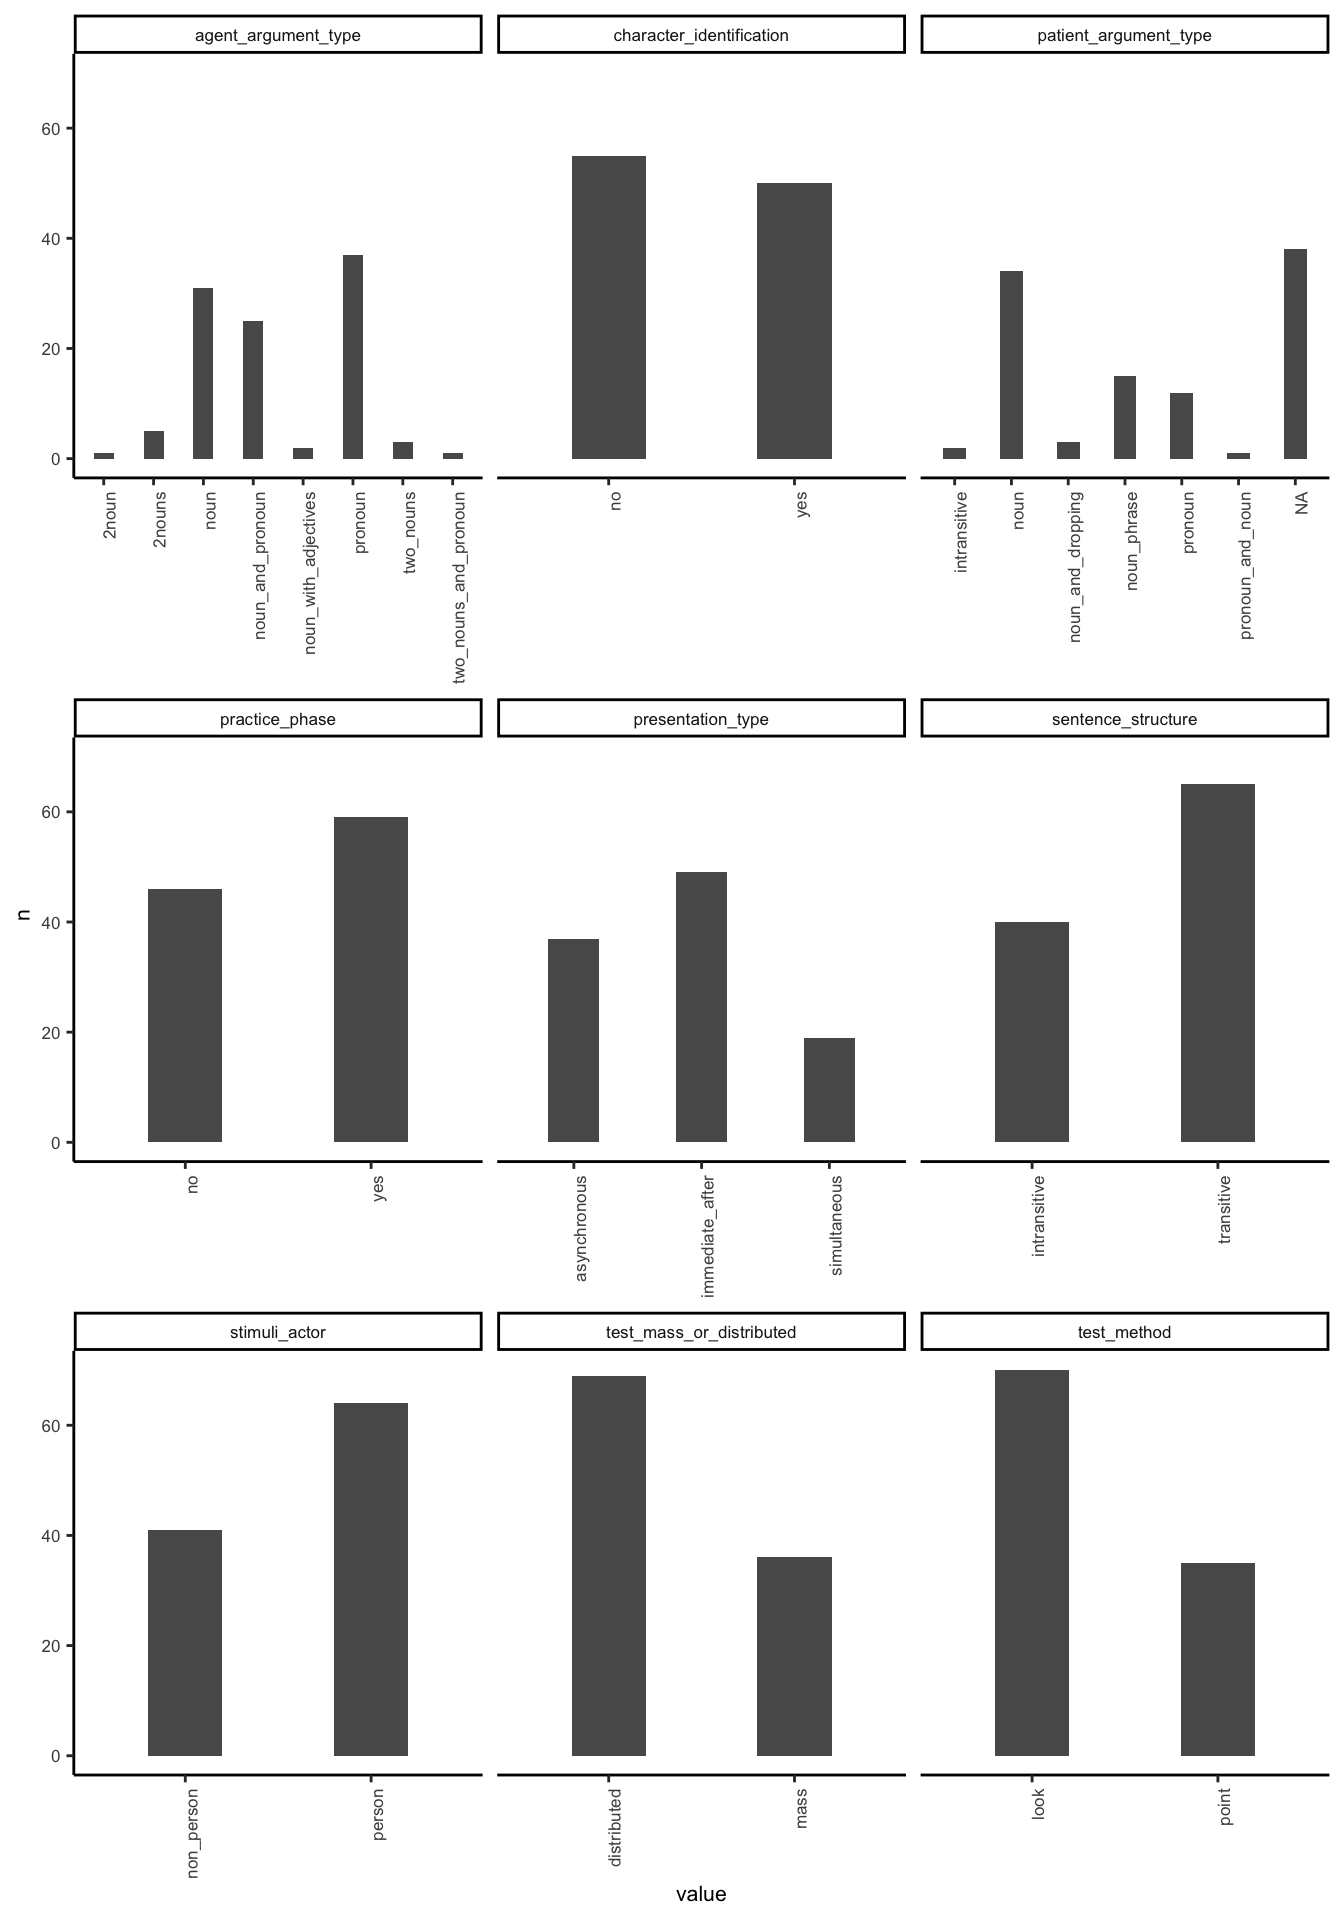 agent_argument_type
character_identification
patient_argument_type
60
40
20
0
2noun
2nouns
noun
noun_and_pronoun
noun_with_adjectives
pronoun
two_nouns
two_nouns_and_pronoun
no
yes
intransitive
noun
noun_and_dropping
noun_phrase
pronoun
pronoun_and_noun
NA
practice_phase
presentation_type
sentence_structure
n
60
40
20
0
no
yes
asynchronous
immediate_after
simultaneous
intransitive
transitive
stimuli_actor
test_mass_or_distributed
test_method
60
40
20
0
non_person
person
distributed
mass
look
point
value